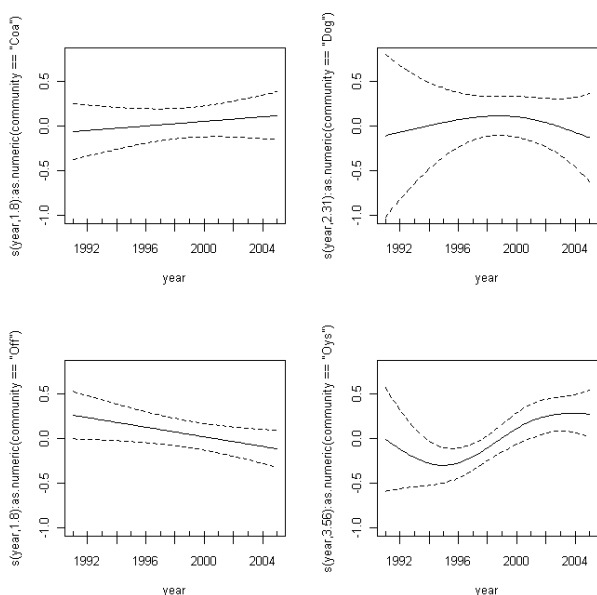 s(year,1.8):as.numeric(community == "Coa")
0.5
0.0
-0.5
-1.0
1992 1996 2000 2004
year
s(year,2.31):as.numeric(community == "Dog")
0.5
0.0
-0.5
-1.0
1992 1996 2000 2004
year
s(year,1.8):as.numeric(community == "Off")
0.5
0.0
-0.5
-1.0
1992 1996 2000 2004
year
s(year,3.56):as.numeric(community == "Oys")
0.5
0.0
-0.5
-1.0
1992 1996 2000 2004
year